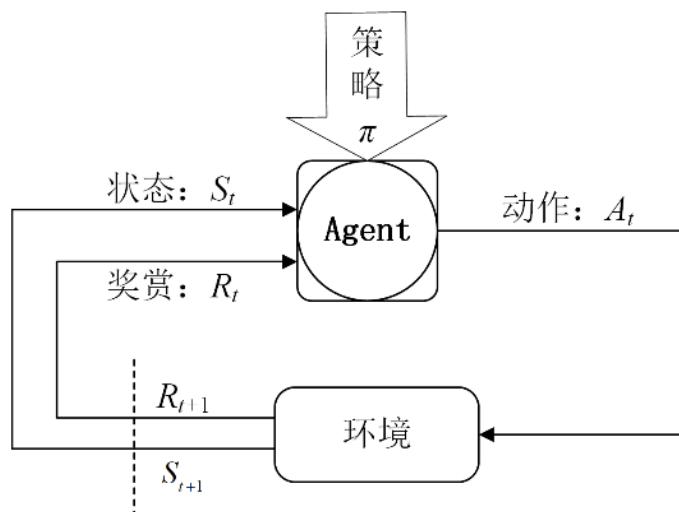 策
略
π
状态：S_t
Agent
动作：A_t
奖赏：R_t
R_{t+1}
环境
S_{t+1}